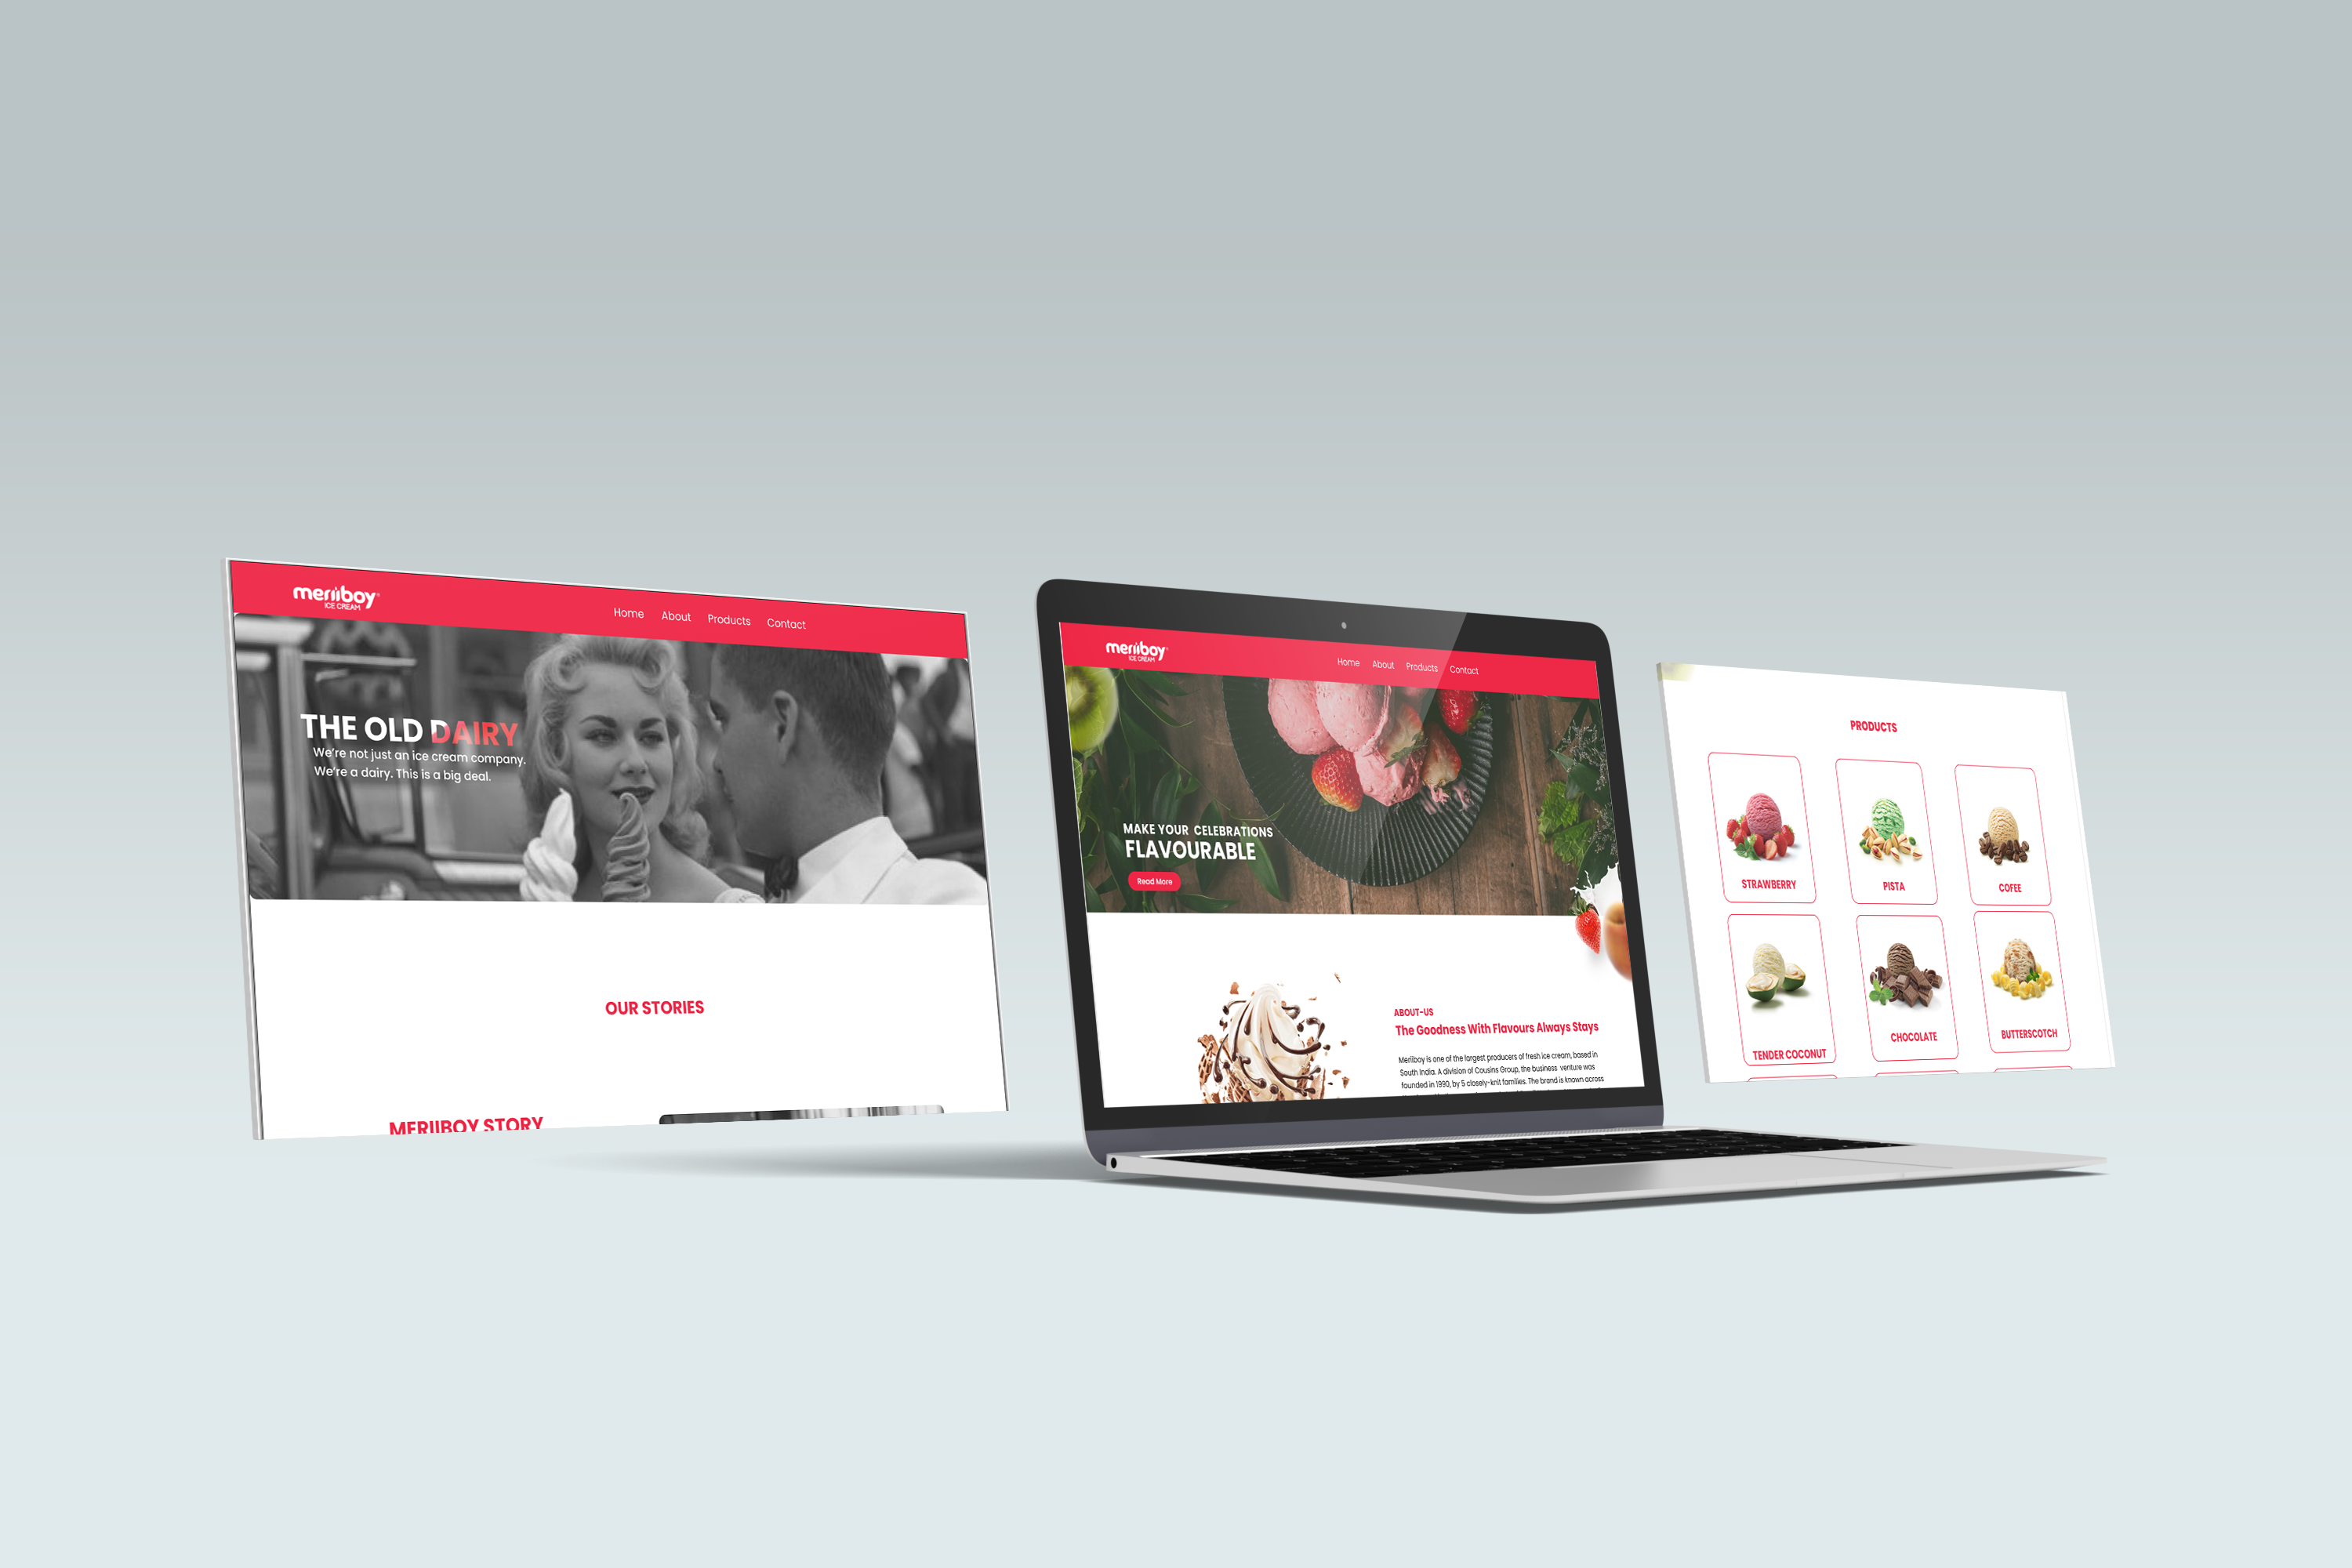 meriiboy®
ICE CREAM
Home About Products Contact
THE OLD DAIRY
We're not just an ice cream company.
We're a dairy. This is a big deal.
OUR STORIES
MERIIBOY STORY
meriiboy
ICE CREAM
Home About Products Contact
MAKE YOUR CELEBRATIONS
FLAVOURABLE
Read More
ABOUT-US
The Goodness With Flavours Always Stays
Meriiboy is one of the largest producers of fresh ice cream, based in
South India. A division of Cousins Group, the business venture was
founded in 1990, by 5 closely-knit families. The brand is known across
PRODUCTS
STRAWBERRY
PISTA
COFEE
TENDER COCONUT
CHOCOLATE
BUTTERSCOTCH